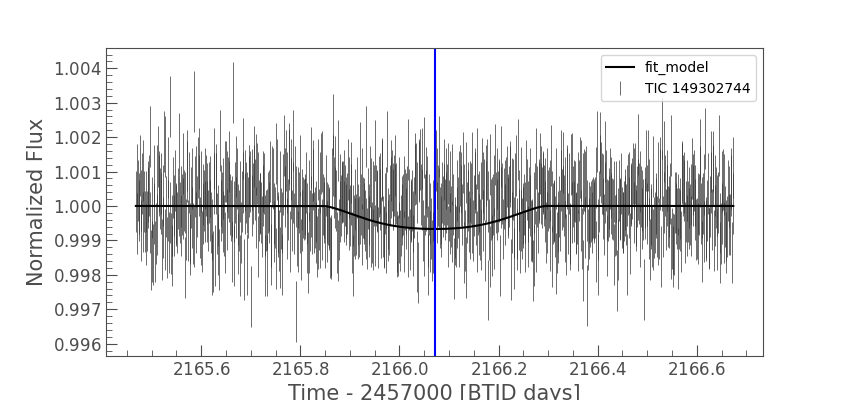 fit_model
TIC 149302744
1.004
1.003
1.002
1.001
1.000
0.999
0.998
0.997
0.996
Normalized Flux
2165.6 2165.8 2166.0 2166.2 2166.4 2166.6
Time - 2457000 [BTJD days]